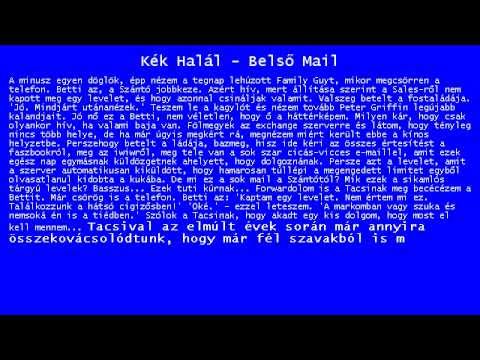 Kék Halál - Belső Mail
A minusz egyen döglök, épp nézem a tegnap lehúzott Family Guyt, mikor megcsörren a
telefon. Betti az, a Szántó jobbkeze. Azért hív, mert állítása szerint a Sales-ről nem
kapott meg egy levelet, és hogy azonnal csináljak valamit. Valszeg betelt a fostaládája.
'Jó. Mindjárt utánanézek.' Teszem le a kagylót és nézem tovább Peter Griffin legújabb
kalandjait. Jó nő ez a Betti, nem véletlen, hogy ő a háttérképem. Milyen kár, hogy csak
olyankor hív, ha valami baja van. Fölmegyek az exchange szerverre és látom, hogy tényleg
nincs több helye, de ha már úgyis megkért rá, megnézem miért került ebbe a kínos
helyzetbe. Perszehogy betelt a ládája, bazmeg, hisz ide kéri az összes értesítést a
faszbookról, meg az iwiwről, meg tele van a sok szar cicás-vicces e-maillel, amit ezek
egész nap egymásnak küldözgetnek ahelyett, hogy dolgoznának. Persze azt a levelet, amit
a szerver automatikusan kiküldött, hogy hamarosan túllépi a megengedett limitet egyből
olvasatlanul kidobta a kukába. De mi ez a sok mail a Szántótól? Mik ezek a sikamlós
tárgyú levelek? Basszus... Ezek tuti kúrnak... Forwardolom is a Tacsinak meg becécézem a
Bettit. Már csörög is a telefon. Betti az: 'Kaptam egy levelet. Nem értem mi ez.
Találkozzunk a hátsó cigizősben!' 'Oké.' - ezzel leteszem. 'A markomban vagy szuka és
nemsoká én is a tiédben.' Szólok a Tacsinak, hogy akadt egy kis dolgom, hogy most el
kell mennem... Tacsival az elmúlt évek során már annyira
összekovácsolódtunk, hogy már fél szavakból is m